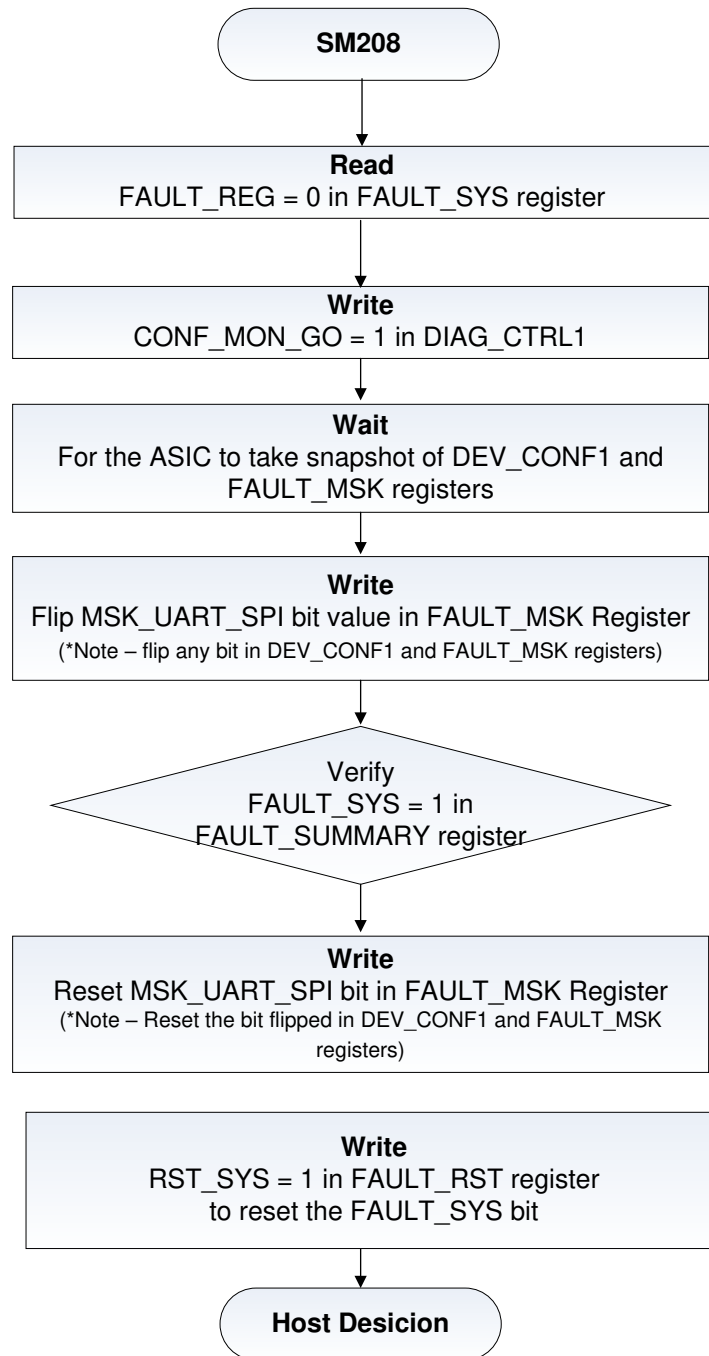 SM208
Read
FAULT_REG = 0 in FAULT_SYS register
Write
CONF_MON_GO = 1 in DIAG_CTRL1
Wait
For the ASIC to take snapshot of DEV_CONF1 and
FAULT_MSK registers
Write
Flip MSK_UART_SPI bit value in FAULT_MSK Register
(*Note – flip any bit in DEV_CONF1 and FAULT_MSK registers)
Verify
FAULT_SYS = 1 in
FAULT_SUMMARY register
Write
Reset MSK_UART_SPI bit in FAULT_MSK Register
(*Note – Reset the bit flipped in DEV_CONF1 and FAULT_MSK
registers)
Write
RST_SYS = 1 in FAULT_RST register
to reset the FAULT_SYS bit
Host Desicion